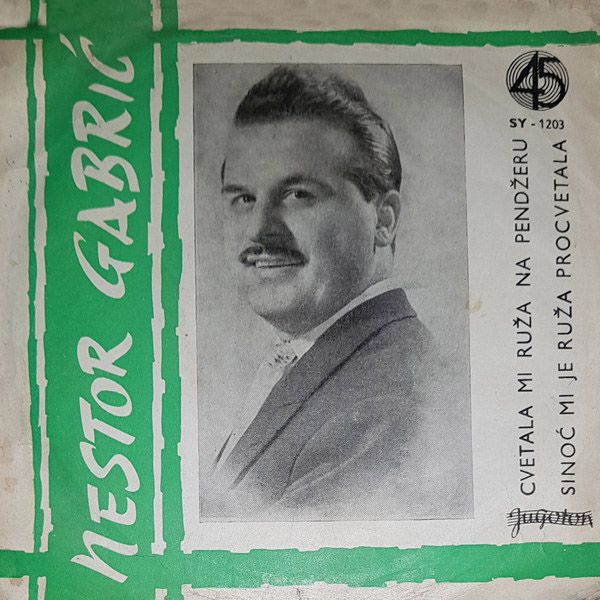 NESTOR GABRIĆ
45
SY - 1203
CVETALA MI RUŽA NA PENDŽERU
SINOĆ MI JE RUŽA PROCVETALA
Jugoton